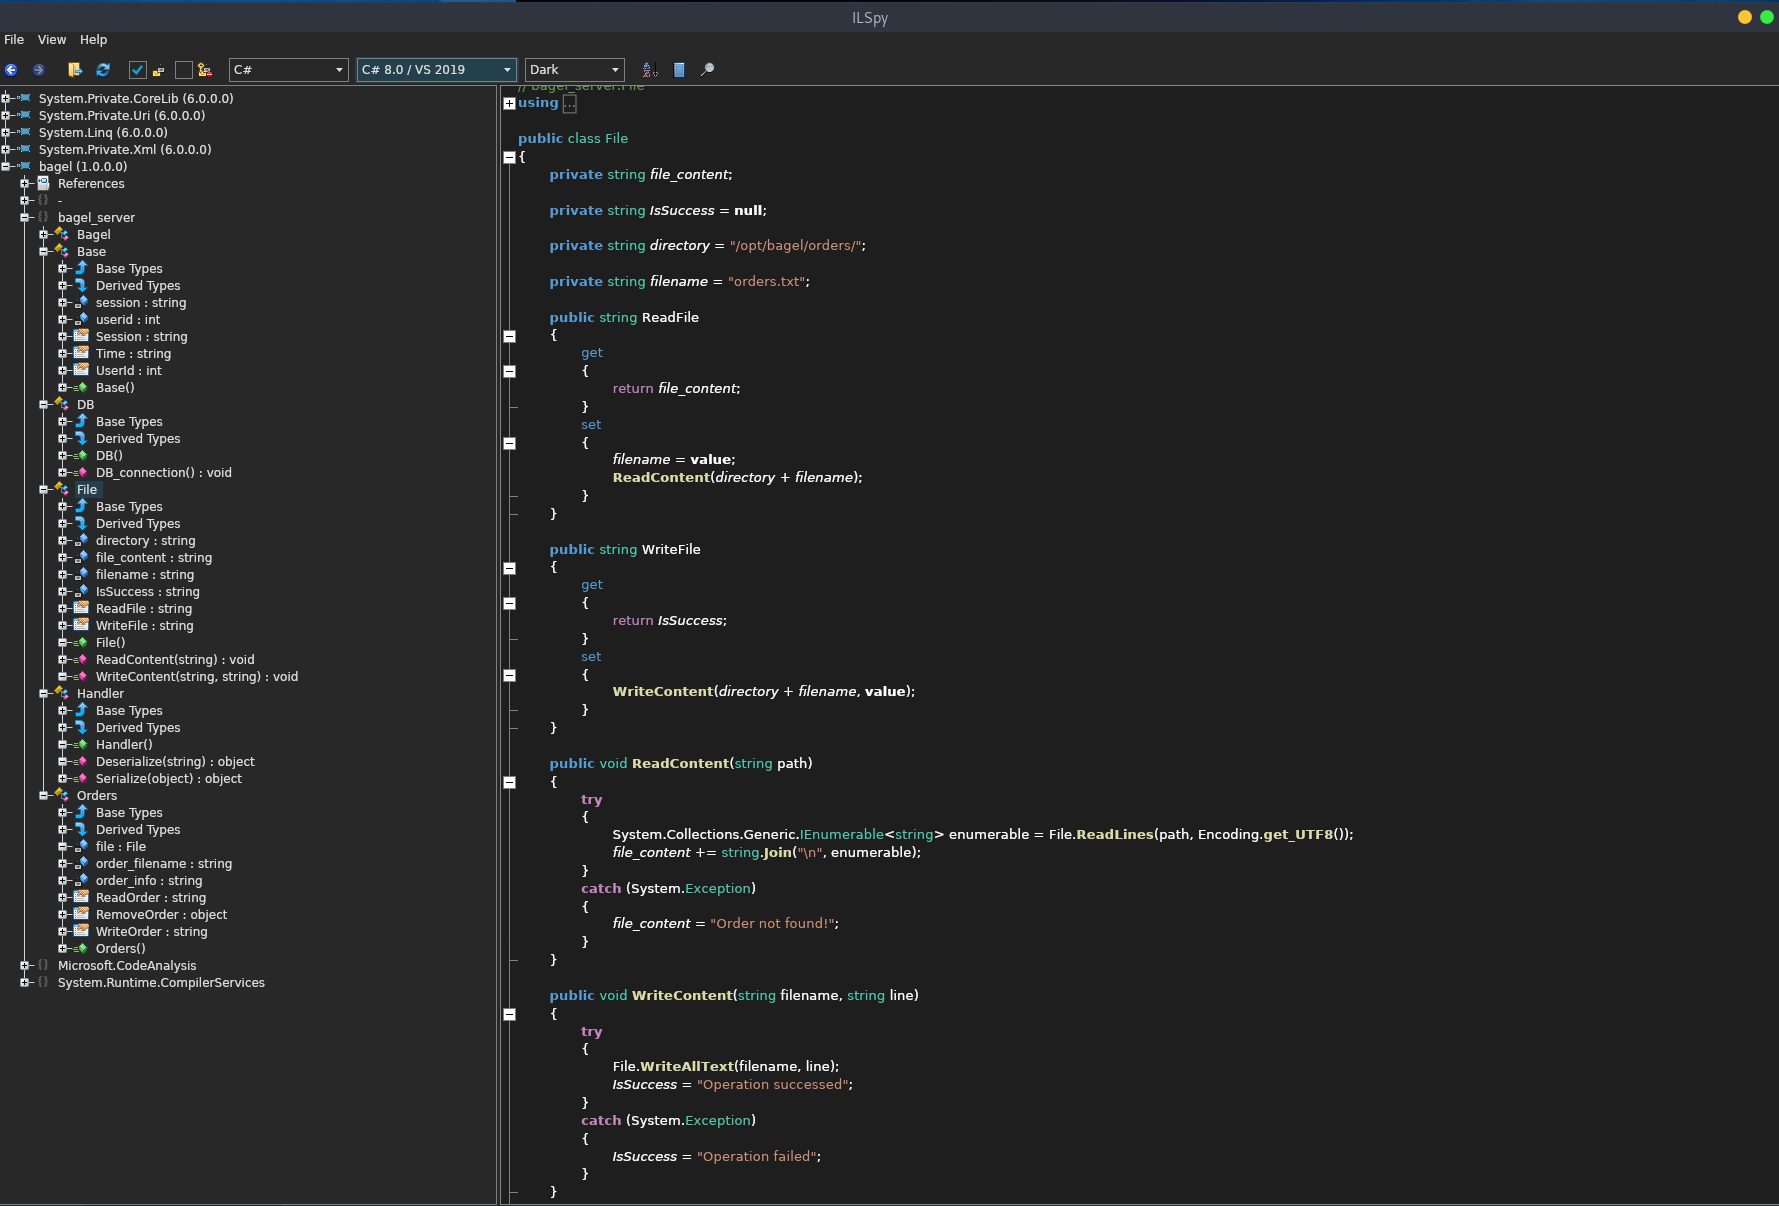 ILSpy
File View Help
C# C# 8.0 / VS 2019 Dark
System.Private.CoreLib (6.0.0.0)
System.Private.Uri (6.0.0.0)
System.Linq (6.0.0.0)
System.Private.Xml (6.0.0.0)
bagel (1.0.0.0)
References
-
bagel_server
Bagel
Base
Base Types
Derived Types
session : string
userid : int
Session : string
Time : string
UserId : int
Base()
DB
Base Types
Derived Types
DB()
DB_connection() : void
File
Base Types
Derived Types
directory : string
file_content : string
filename : string
IsSuccess : string
ReadFile : string
WriteFile : string
File()
ReadContent(string) : void
WriteContent(string, string) : void
Handler
Base Types
Derived Types
Handler()
Deserialize(string) : object
Serialize(object) : object
Orders
Base Types
Derived Types
file : File
order_filename : string
order_info : string
ReadOrder : string
RemoveOrder : object
WriteOrder : string
Orders()
Microsoft.CodeAnalysis
System.Runtime.CompilerServices
// bagel_server.File
using ...
public class File
{
private string file_content;
private string IsSuccess = null;
private string directory = "/opt/bagel/orders/";
private string filename = "orders.txt";
public string ReadFile
{
get
{
return file_content;
}
set
{
filename = value;
ReadContent(directory + filename);
}
}
public string WriteFile
{
get
{
return IsSuccess;
}
set
{
WriteContent(directory + filename, value);
}
}
public void ReadContent(string path)
{
try
{
System.Collections.Generic.IEnumerable<string> enumerable = File.ReadLines(path, Encoding.get_UTF8());
file_content += string.Join("\n", enumerable);
}
catch (System.Exception)
{
file_content = "Order not found!";
}
}
public void WriteContent(string filename, string line)
{
try
{
File.WriteAllText(filename, line);
IsSuccess = "Operation successed";
}
catch (System.Exception)
{
IsSuccess = "Operation failed";
}
}